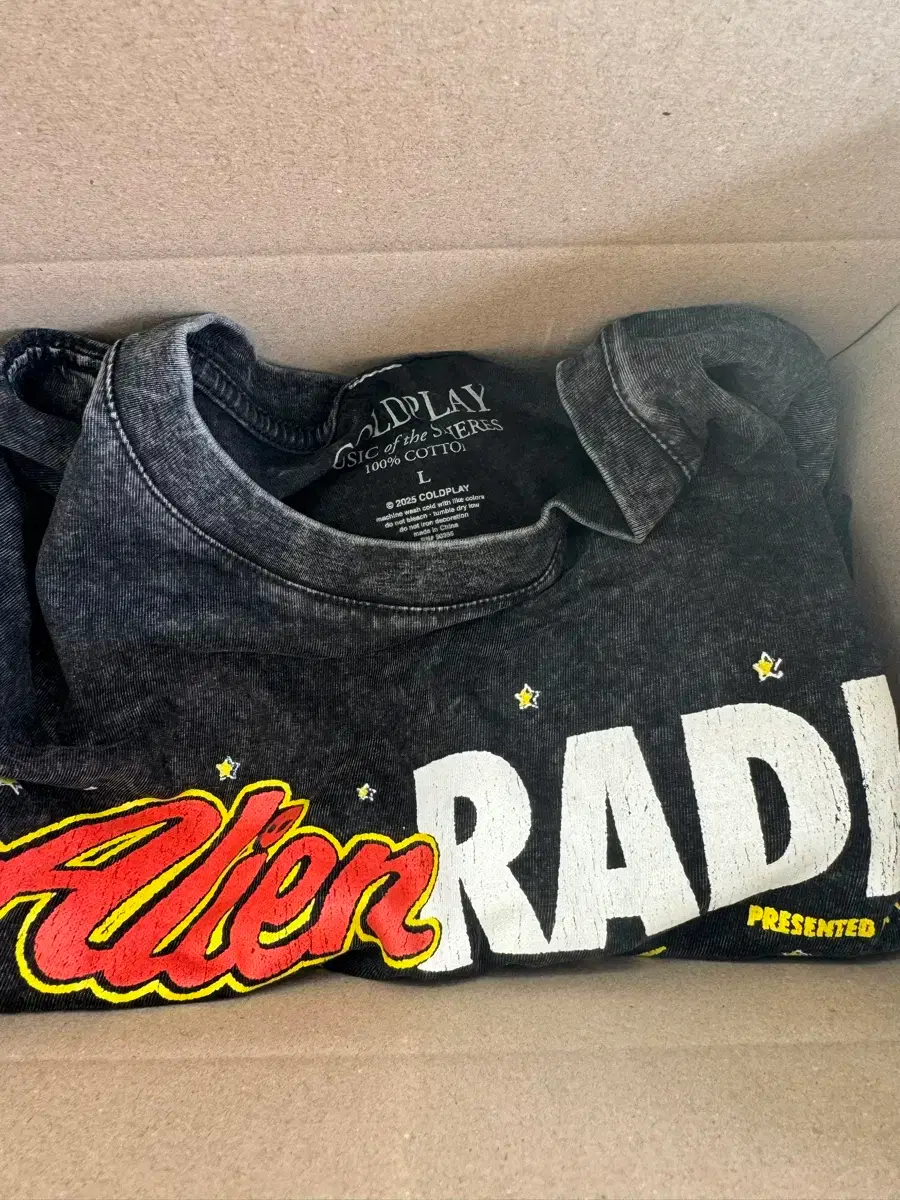 COLDPLAY
MUSIC of the SPHERES
100% COTTON
L
© 2025 COLDPLAY
machine wash cold with like colors
do not bleach - tumble dry low
do not iron decoration
made in China
Alien RADI
PRESENTED